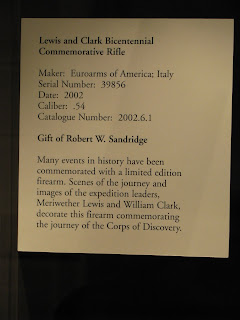 Lewis and Clark Bicentennial
Commemorative Rifle
Maker: Euroarms of America; Italy
Serial Number: 39856
Date: 2002
Caliber: .54
Catalogue Number: 2002.6.1
Gift of Robert W. Sandridge
Many events in history have been
commemorated with a limited edition
firearm. Scenes of the journey and
images of the expedition leaders,
Meriwether Lewis and William Clark,
decorate this firearm commemorating
the journey of the Corps of Discovery.